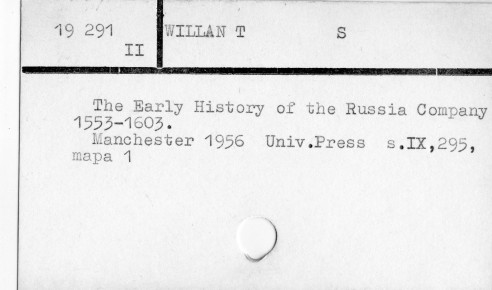 19 291 WILLAN T S
II
The Early History of the Russia Company
1553-1603.
Manchester 1956 Univ.Press s.IX,295,
mapa 1